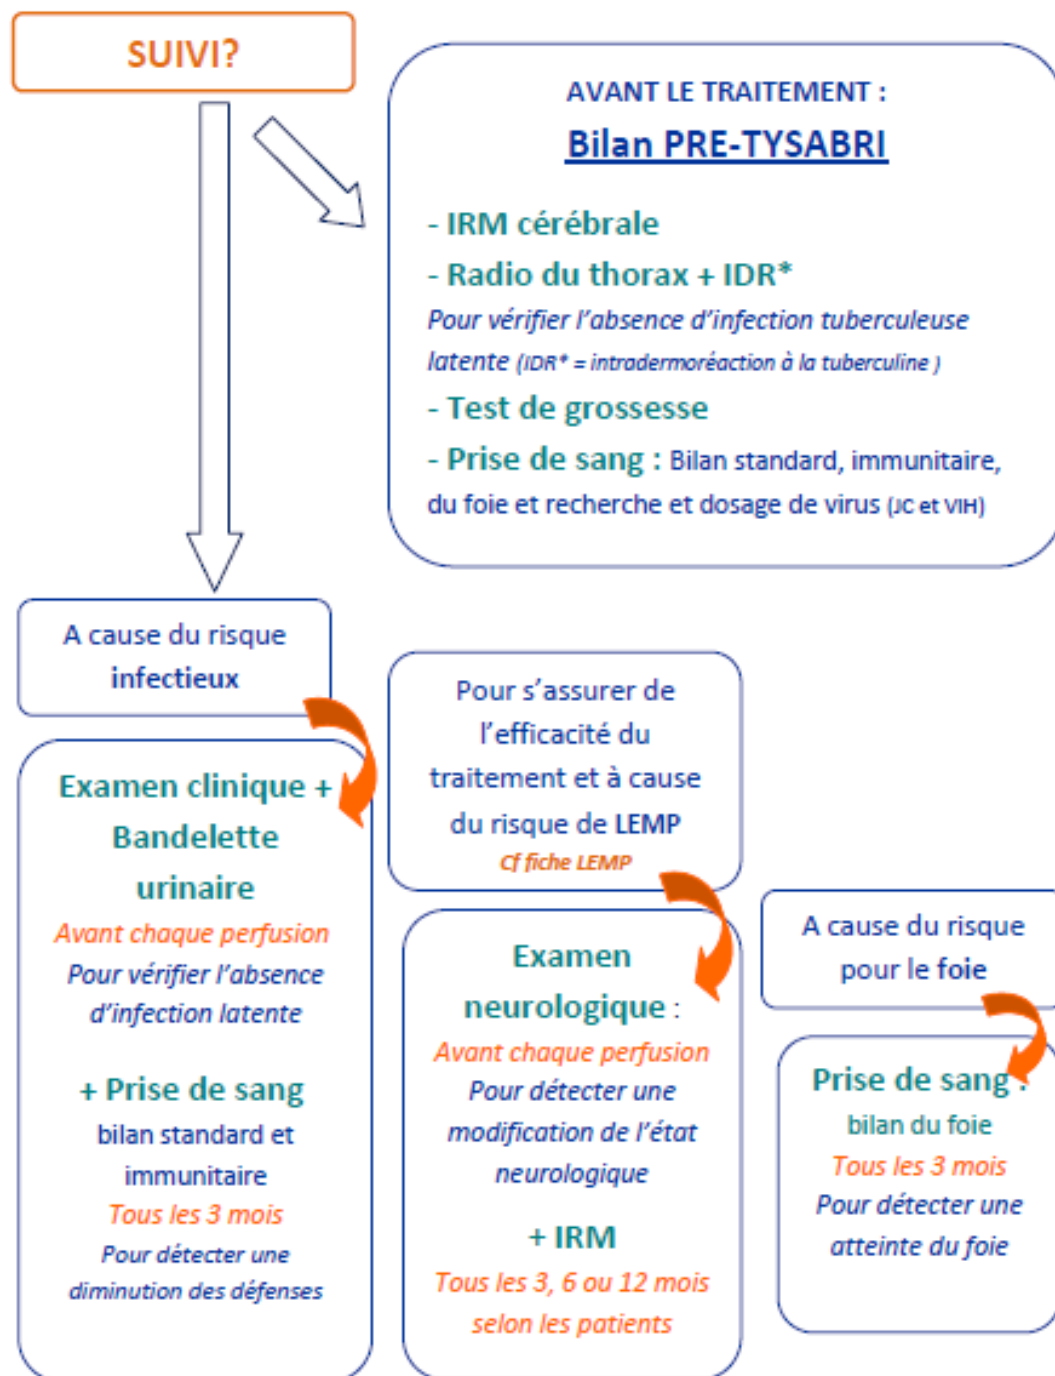 SUIVI?
AVANT LE TRAITEMENT :
Bilan PRE-TYSABRI
- IRM cérébrale
- Radio du thorax + IDR*
Pour vérifier l'absence d'infection tuberculeuse
latente (IDR* = intradermoréaction à la tuberculine )
- Test de grossesse
- Prise de sang : Bilan standard, immunitaire,
du foie et recherche et dosage de virus (JC et VIH)
A cause du risque
infectieux
Examen clinique +
Bandelette
urinaire
Avant chaque perfusion
Pour vérifier l'absence
d'infection latente
+ Prise de sang
bilan standard et
immunitaire
Tous les 3 mois
Pour détecter une
diminution des défenses
Pour s'assurer de
l'efficacité du
traitement et à cause
du risque de LEMP
Cf fiche LEMP
Examen
neurologique :
Avant chaque perfusion
Pour détecter une
modification de l'état
neurologique
+ IRM
Tous les 3, 6 ou 12 mois
selon les patients
A cause du risque
pour le foie
Prise de sang :
bilan du foie
Tous les 3 mois
Pour détecter une
atteinte du foie